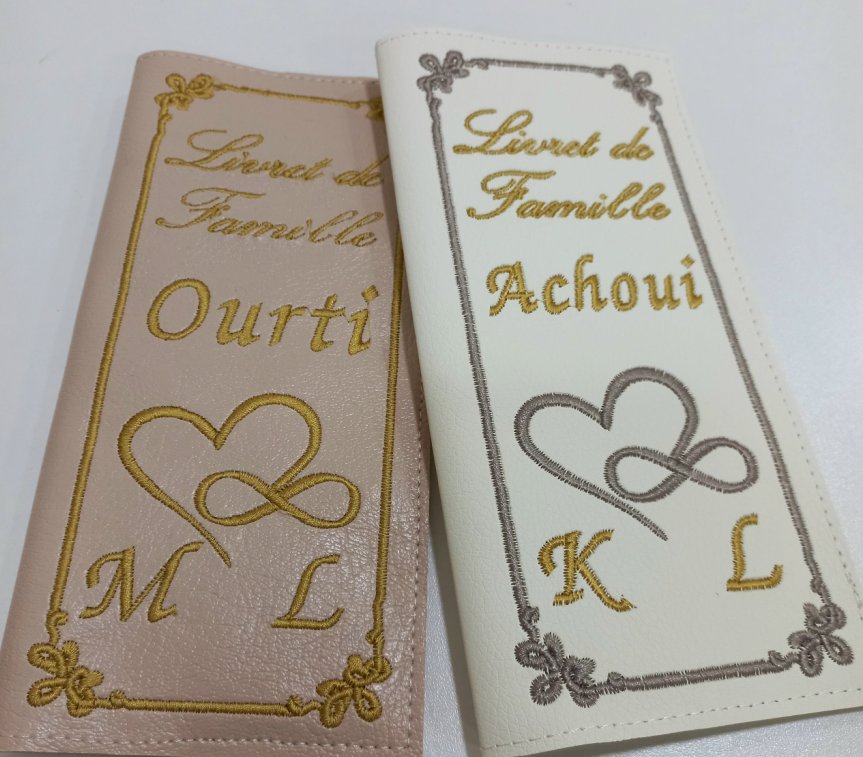 Livret de
Famille
Ourti
M L
Livret de
Famille
Achoui
K L